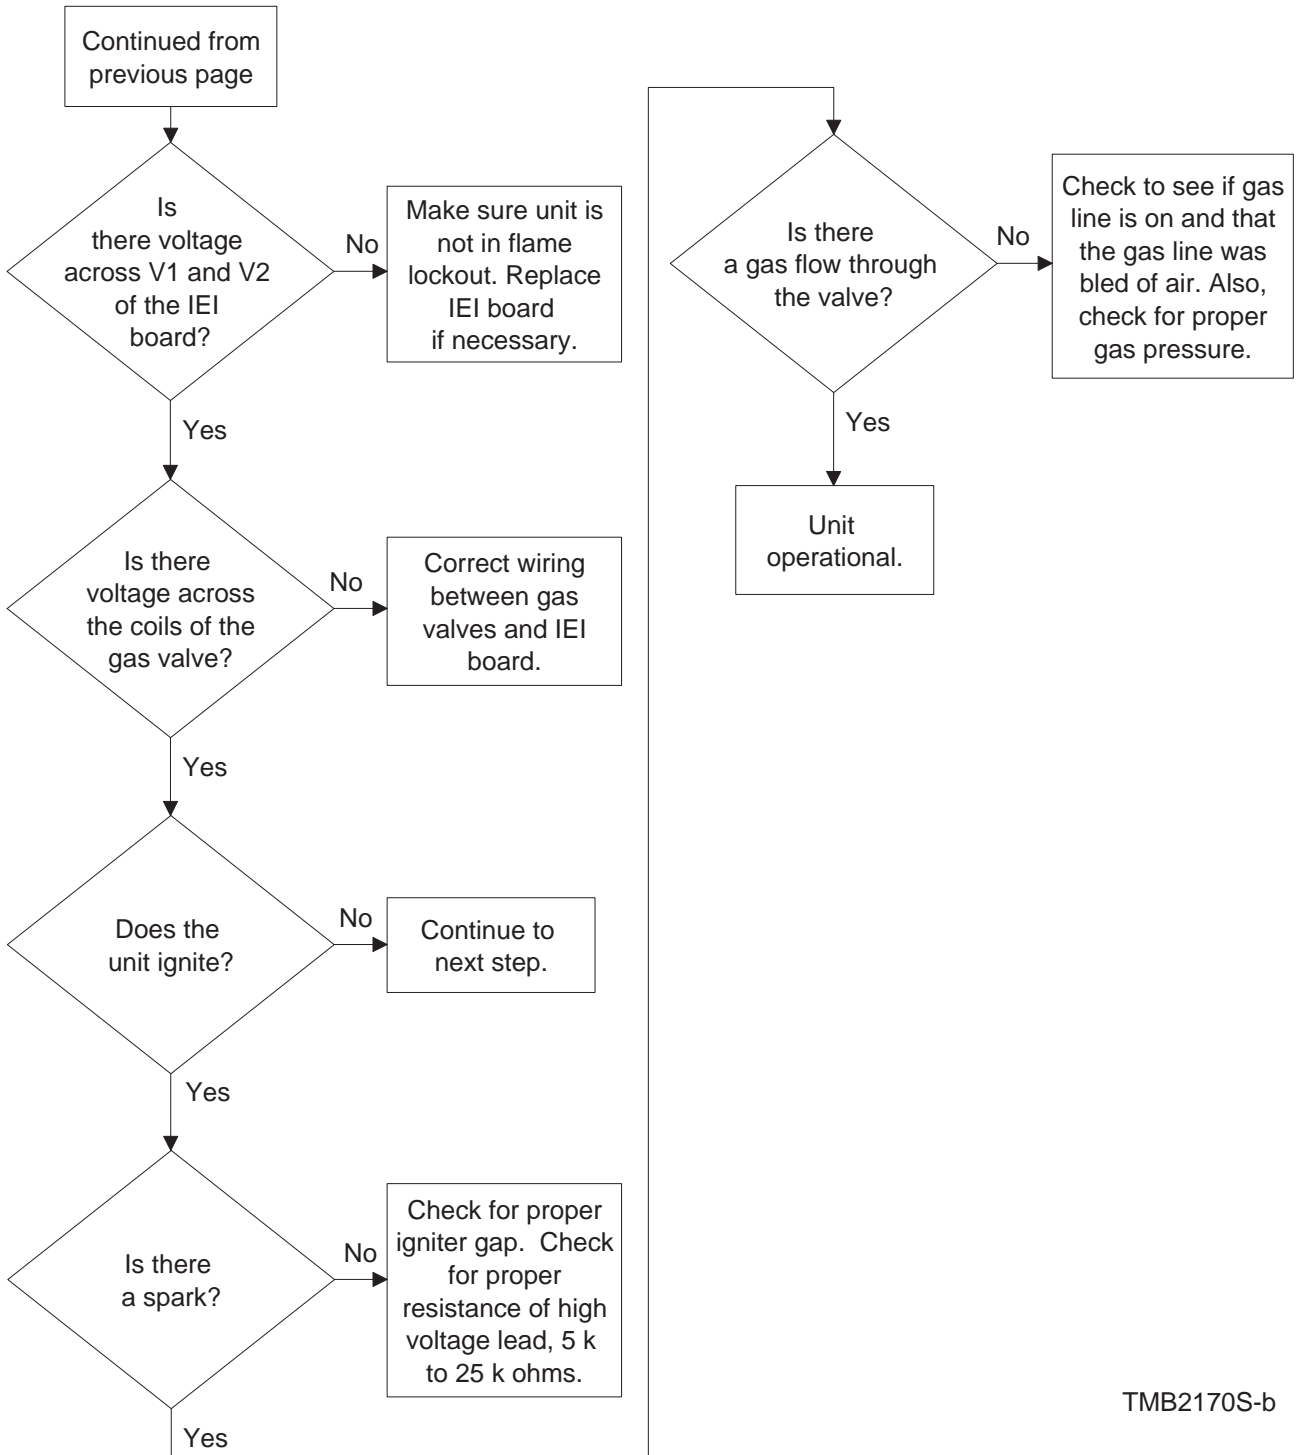 Continued from
previous page
Is
there voltage
across V1 and V2
of the IEI
board?
No
Make sure unit is
not in flame
lockout. Replace
IEI board
if necessary.
Yes
Is there
voltage across
the coils of the
gas valve?
No
Correct wiring
between gas
valves and IEI
board.
Yes
Does the
unit ignite?
No
Continue to
next step.
Yes
Is there
a spark?
No
Check for proper
igniter gap. Check
for proper
resistance of high
voltage lead, 5 k
to 25 k ohms.
Yes
Is there
a gas flow through
the valve?
No
Check to see if gas
line is on and that
the gas line was
bled of air. Also,
check for proper
gas pressure.
Yes
Unit
operational.
TMB2170S-b